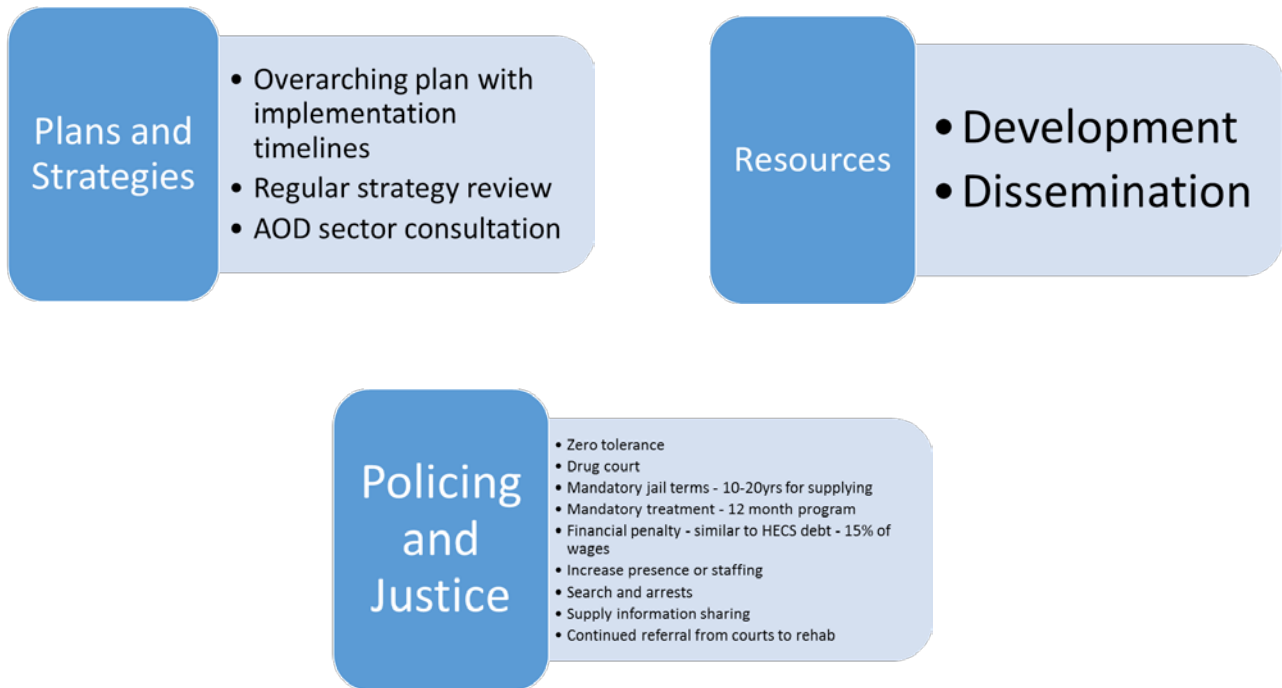 Plans and
Strategies
• Overarching plan with
implementation
timelines
• Regular strategy review
• AOD sector consultation
Resources
• Development
• Dissemination
Policing
and
Justice
• Zero tolerance
• Drug court
• Mandatory jail terms - 10-20yrs for supplying
• Mandatory treatment - 12 month program
• Financial penalty - similar to HECS debt - 15% of
wages
• Increase presence or staffing
• Search and arrests
• Supply information sharing
• Continued referral from courts to rehab